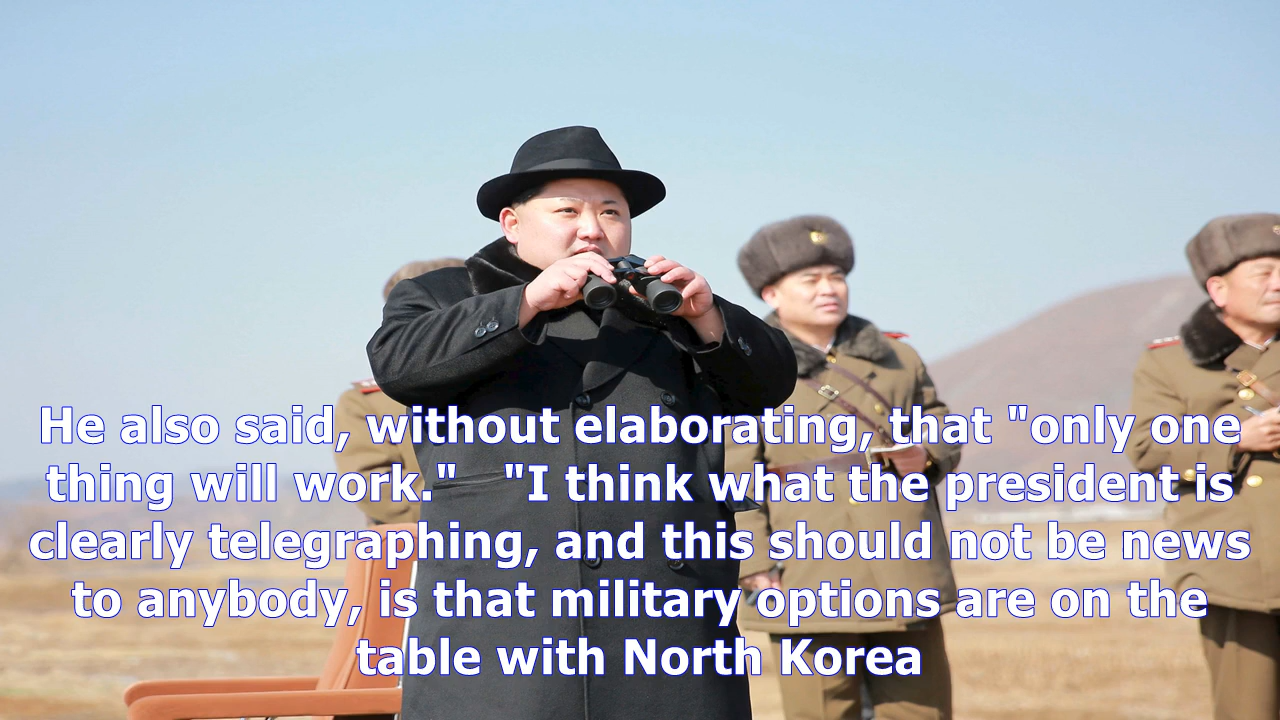 He also said, without elaborating, that "only one
thing will work."   "I think what the president is
clearly telegraphing, and this should not be news
to anybody, is that military options are on the
table with North Korea